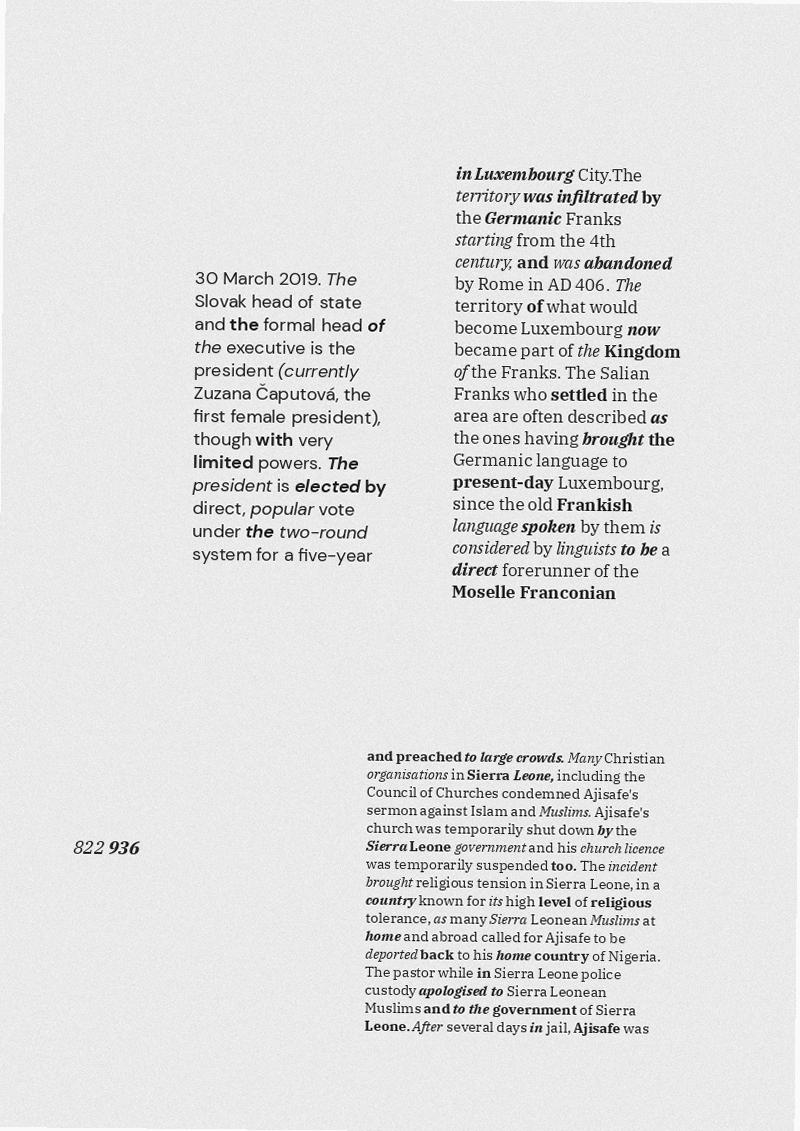 30 March 2019. The
Slovak head of state
and the formal head of
the executive is the
president (currently
Zuzana Čaputová, the
first female president),
though with very
limited powers. The
president is elected by
direct, popular vote
under the two-round
system for a five-year
in Luxembourg City.The
territory was infiltrated by
the Germanic Franks
starting from the 4th
century, and was abandoned
by Rome in AD 406. The
territory of what would
become Luxembourg now
became part of the Kingdom
of the Franks. The Salian
Franks who settled in the
area are often described as
the ones having brought the
Germanic language to
present-day Luxembourg,
since the old Frankish
language spoken by them is
considered by linguists to be a
direct forerunner of the
Moselle Franconian
822 936
and preached to large crowds. Many Christian
organisations in Sierra Leone, including the
Council of Churches condemned Ajisafe's
sermon against Islam and Muslims. Ajisafe's
church was temporarily shut down by the
Sierra Leone government and his church licence
was temporarily suspended too. The incident
brought religious tension in Sierra Leone, in a
country known for its high level of religious
tolerance, as many Sierra Leonean Muslims at
home and abroad called for Ajisafe to be
deported back to his home country of Nigeria.
The pastor while in Sierra Leone police
custody apologised to Sierra Leonean
Muslims and to the government of Sierra
Leone. After several days in jail, Ajisafe was